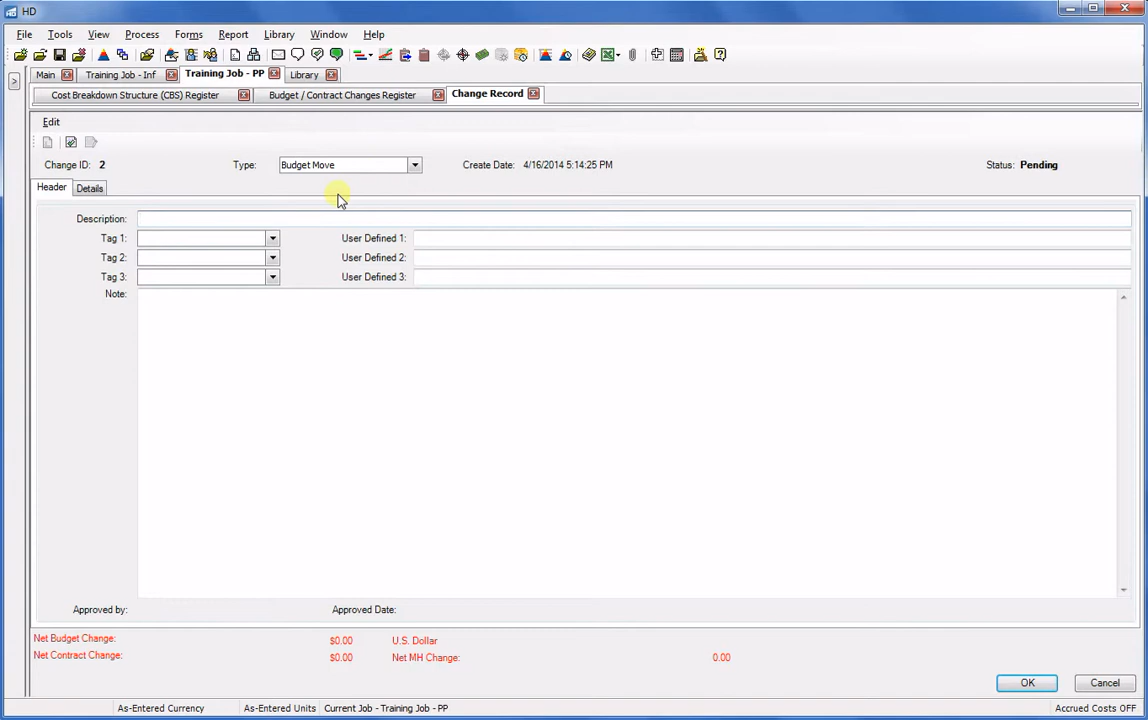 HD
File Tools View Process Forms Report Library Window Help
Main Training Job - Inf Training Job - PP Library
>
Cost Breakdown Structure (CBS) Register Budget / Contract Changes Register Change Record
Edit
Change ID: 2 Type: Budget Move Create Date: 4/16/2014 5:14:25 PM Status: Pending
Header Details
Description:
Tag 1: User Defined 1:
Tag 2: User Defined 2:
Tag 3: User Defined 3:
Note:
Approved by: Approved Date:
Net Budget Change: $0.00 U.S. Dollar
Net Contract Change: $0.00 Net MH Change: 0.00
OK Cancel
As-Entered Currency As-Entered Units Current Job - Training Job - PP Accrued Costs OFF